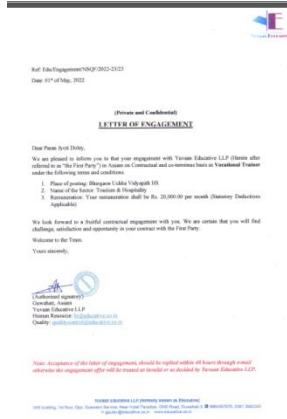 Ref: Edu/Engagement/NSQF/2022-23/23
Date: 01st of May, 2022
(Private and Confidential)
LETTER OF ENGAGEMENT
We are pleased to inform you that your engagement with Yuvaan Educative LLP (Herein after
referred to as "the First Party") in Assam on Contractual and co-terminus basis as Vocational Trainer
under the following terms and conditions.
1. Place of posting: Bhergaon Uchha Vidyapith HS
2. Name of the Sector: Tourism & Hospitality
3. Remuneration: Your remuneration shall be Rs. 20,000.00 per month (Statutory Deductions
Applicable)
We look forward to a fruitful contractual engagement with you. We are certain that you will find
challenge, satisfaction and opportunity in your contract with the First Party.
Welcome to the Team.
Yours sincerely,
(Authorised signatory)
Guwahati, Assam
Yuvaan Educative LLP
Human Resource:
Quality:
Note: Acceptance of the letter of engagement, should be replied within 48 hours through e-mail
otherwise the engagement offer will be treated as invalid or as decided by Yuvaan Educative LLP.